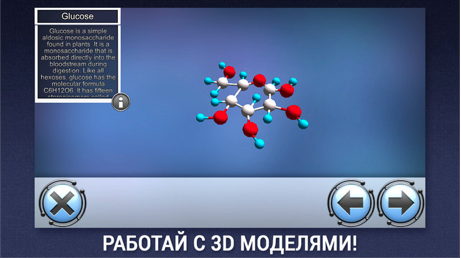 Glucose
Glucose is a simple
aldosic monosaccharide
found in plants. It is a
monosaccharide that is
absorbed directly into the
bloodstream during
digestion. Like all
hexoses, glucose has the
molecular formula
C6H12O6. It has fifteen
РАБОТАЙ С 3D МОДЕЛЯМИ!